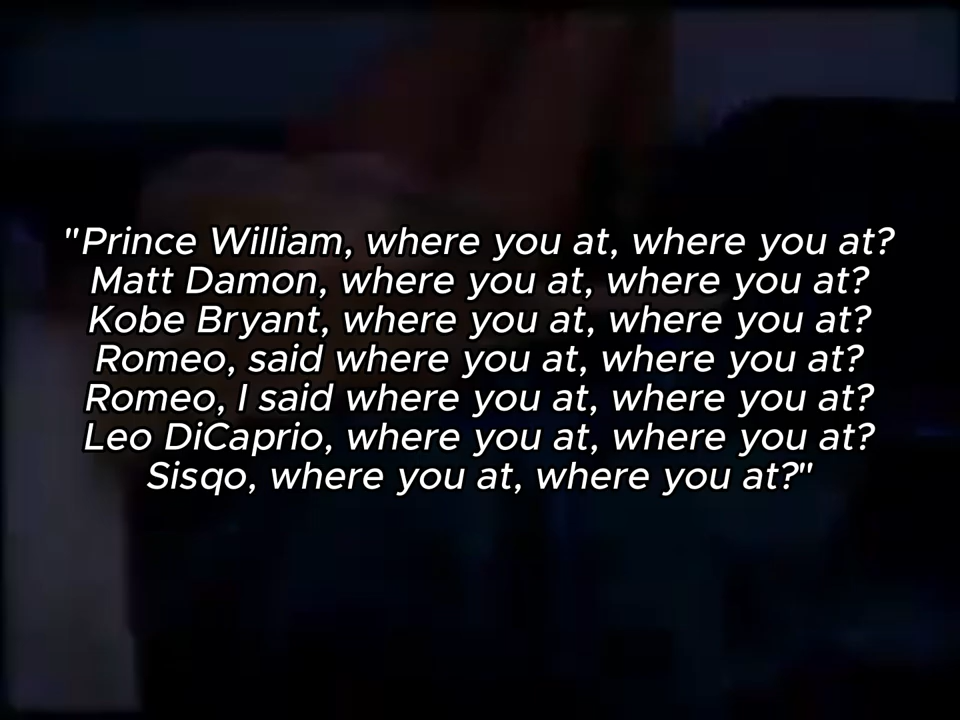 "Prince William, where you at, where you at?
Matt Damon, where you at, where you at?
Kobe Bryant, where you at, where you at?
Romeo, said where you at, where you at?
Romeo, I said where you at, where you at?
Leo DiCaprio, where you at, where you at?
Sisqo, where you at, where you at?"